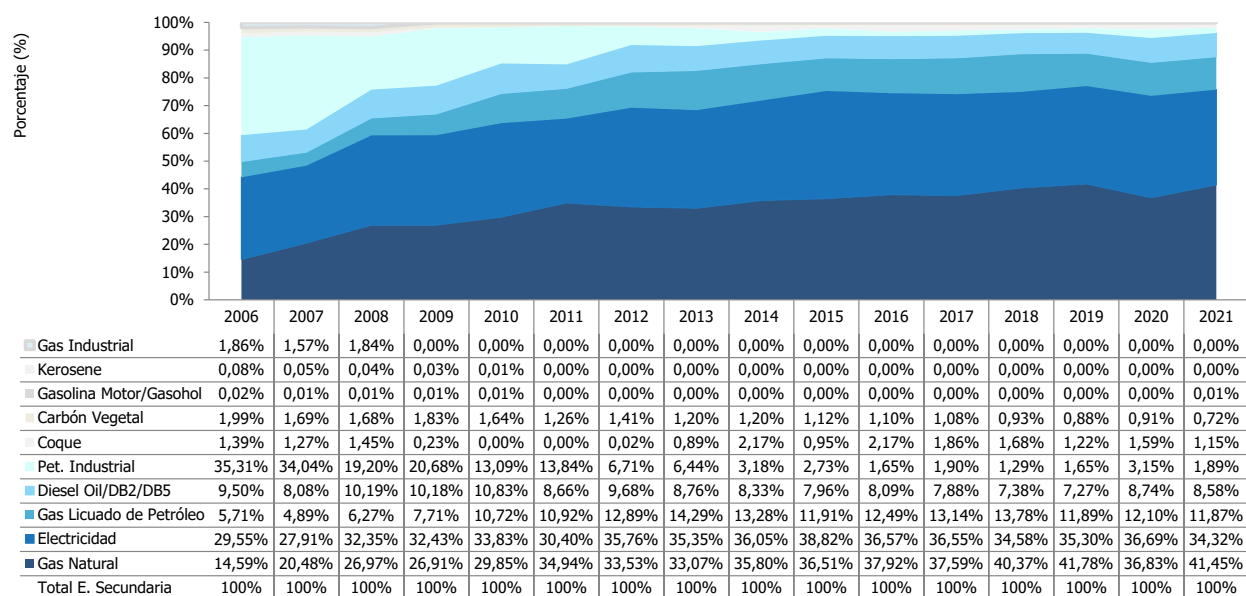 Porcentaje (%)
100%
90%
80%
70%
60%
50%
40%
30%
20%
10%
0%
2006 2007 2008 2009 2010 2011 2012 2013 2014 2015 2016 2017 2018 2019 2020 2021
Gas Industrial 1,86% 1,57% 1,84% 0,00% 0,00% 0,00% 0,00% 0,00% 0,00% 0,00% 0,00% 0,00% 0,00% 0,00% 0,00% 0,00%
Kerosene 0,08% 0,05% 0,04% 0,03% 0,01% 0,00% 0,00% 0,00% 0,00% 0,00% 0,00% 0,00% 0,00% 0,00% 0,00% 0,00%
Gasolina Motor/Gasohol 0,02% 0,01% 0,01% 0,01% 0,01% 0,00% 0,00% 0,00% 0,00% 0,00% 0,00% 0,00% 0,00% 0,00% 0,00% 0,01%
Carbón Vegetal 1,99% 1,69% 1,68% 1,83% 1,64% 1,26% 1,41% 1,20% 1,20% 1,12% 1,10% 1,08% 0,93% 0,88% 0,91% 0,72%
Coque 1,39% 1,27% 1,45% 0,23% 0,00% 0,00% 0,02% 0,89% 2,17% 0,95% 2,17% 1,86% 1,68% 1,22% 1,59% 1,15%
Pet. Industrial 35,31% 34,04% 19,20% 20,68% 13,09% 13,84% 6,71% 6,44% 3,18% 2,73% 1,65% 1,90% 1,29% 1,65% 3,15% 1,89%
Diesel Oil/DB2/DB5 9,50% 8,08% 10,19% 10,18% 10,83% 8,66% 9,68% 8,76% 8,33% 7,96% 8,09% 7,88% 7,38% 7,27% 8,74% 8,58%
Gas Licuado de Petróleo 5,71% 4,89% 6,27% 7,71% 10,72% 10,92% 12,89% 14,29% 13,28% 11,91% 12,49% 13,14% 13,78% 11,89% 12,10% 11,87%
Electricidad 29,55% 27,91% 32,35% 32,43% 33,83% 30,40% 35,76% 35,35% 36,05% 38,82% 36,57% 36,55% 34,58% 35,30% 36,69% 34,32%
Gas Natural 14,59% 20,48% 26,97% 26,91% 29,85% 34,94% 33,53% 33,07% 35,80% 36,51% 37,92% 37,59% 40,37% 41,78% 36,83% 41,45%
Total E. Secundaria 100% 100% 100% 100% 100% 100% 100% 100% 100% 100% 100% 100% 100% 100% 100% 100%